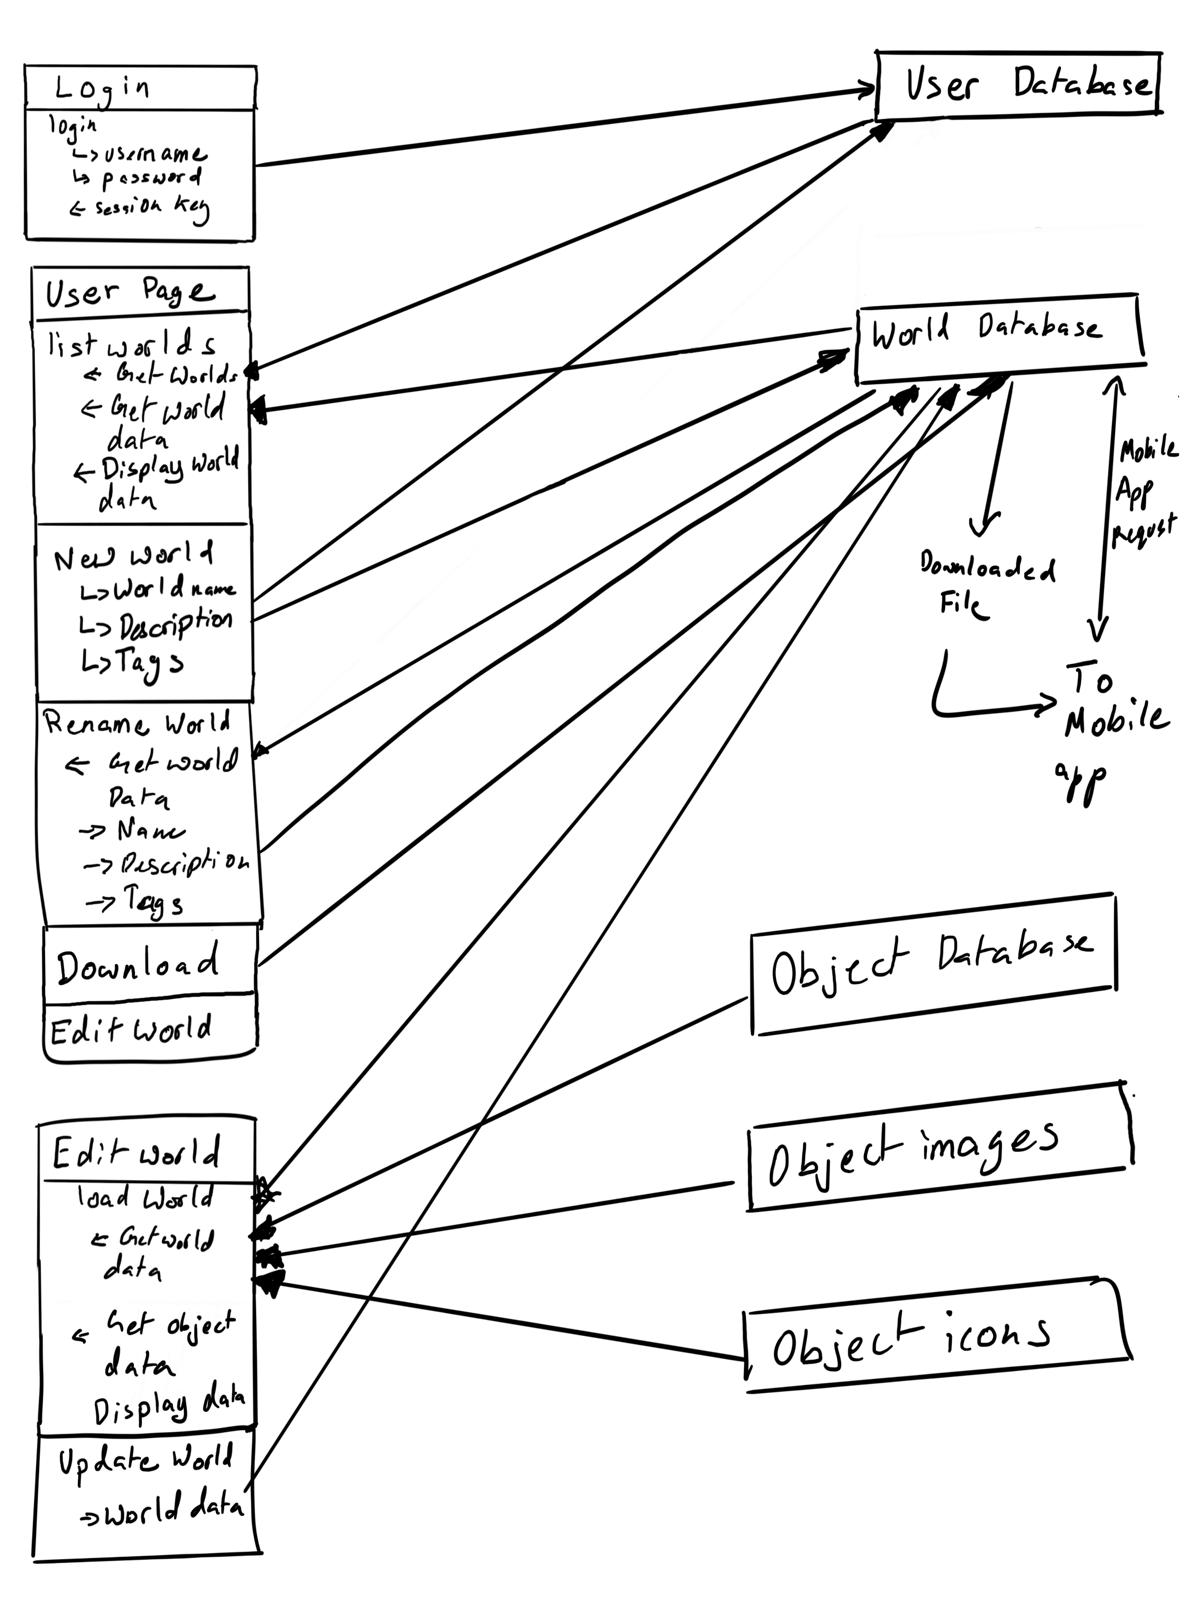 Login
login
↳ username
↳ password
← session key
User Database
User Page
list worlds
← Get Worlds
← Get world
data
← Display world
data
New world
↳ World name
↳ Description
↳ Tags
Rename World
← Get world
Data
→ Name
→ Description
→ Tags
Download
Edit World
World Database
Mobile
App
Requst
Downloaded
File
To
Mobile
app
Object Database
Object images
Object icons
Edit world
load World
← Get world
data
← Get object
data
Display data
Update World
→ World data